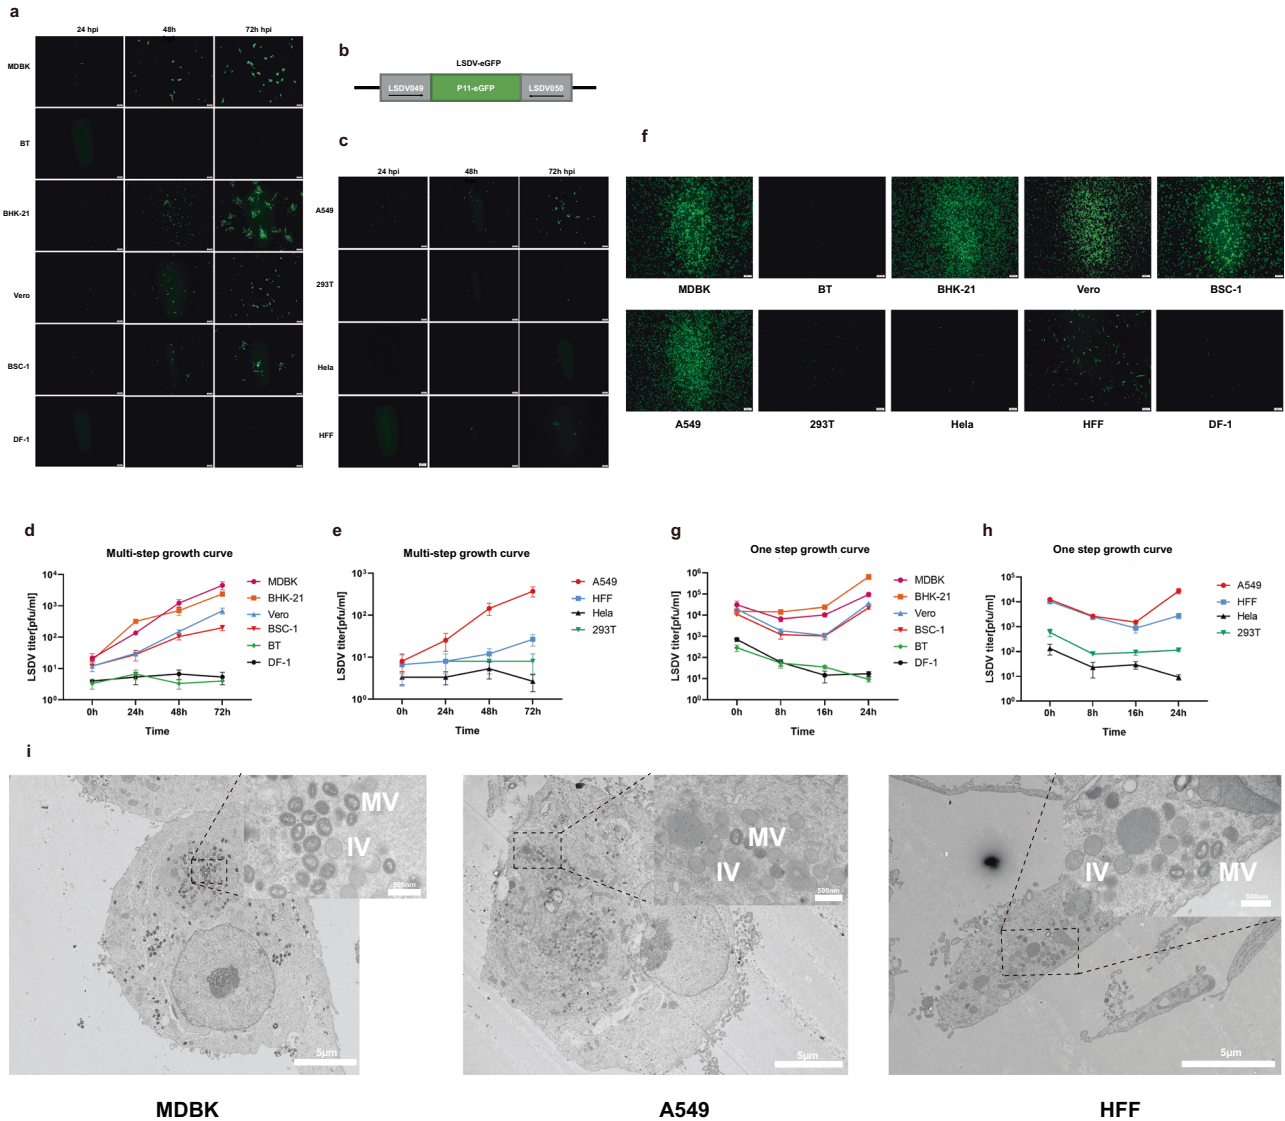 a
24 hpi 48h 72h hpi
MDBK
BT
BHK-21
Vero
BSC-1
DF-1
b
LSDV-eGFP
LSDV049 P11-eGFP LSDV050
c
24 hpi 48h 72h hpi
A549
293T
Hela
HFF
f
MDBK BT BHK-21 Vero BSC-1
A549 293T Hela HFF DF-1
d
Multi-step growth curve
LSDV titer[pfu/ml]
10⁴
10³
10²
10¹
10⁰
0h 24h 48h 72h
Time
MDBK
BHK-21
Vero
BSC-1
BT
DF-1
e
Multi-step growth curve
LSDV titer[pfu/ml]
10³
10²
10¹
10⁰
0h 24h 48h 72h
Time
A549
HFF
Hela
293T
g
One step growth curve
LSDV titer[pfu/ml]
10⁶
10⁵
10⁴
10³
10²
10¹
10⁰
0h 8h 16h 24h
Time
MDBK
BHK-21
Vero
BSC-1
BT
DF-1
h
One step growth curve
LSDV titer[pfu/ml]
10⁵
10⁴
10³
10²
10¹
10⁰
0h 8h 16h 24h
Time
A549
HFF
Hela
293T
i
MV
IV
500nm
5μm
MDBK
MV
IV
500nm
5μm
A549
IV MV
500nm
5μm
HFF